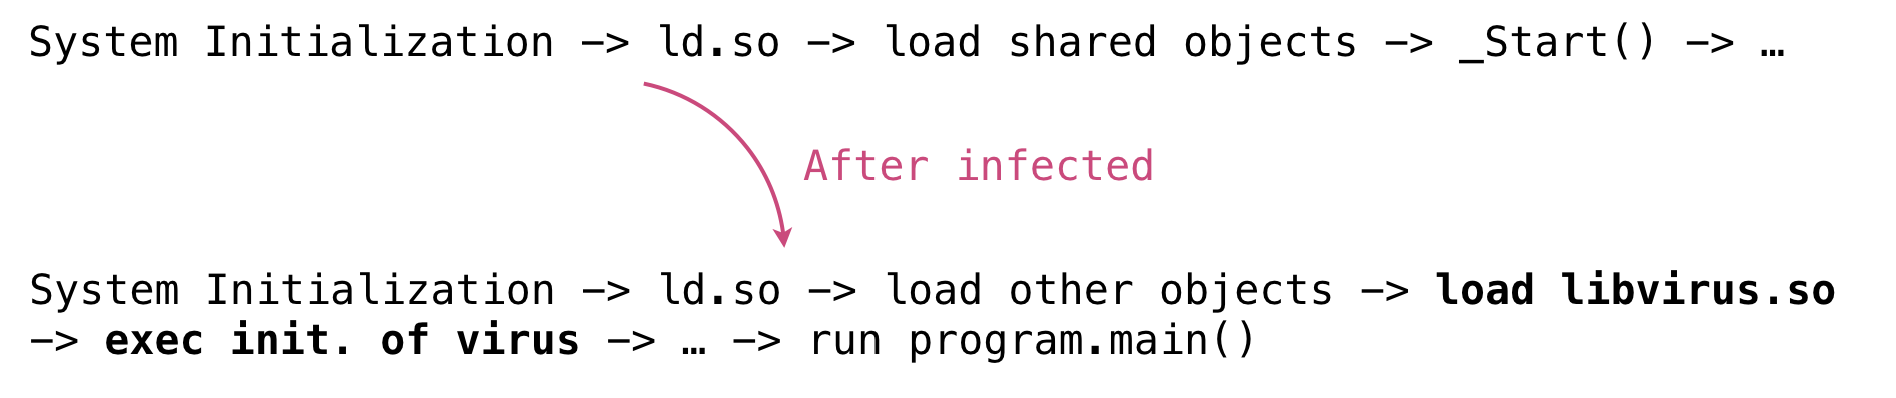 System Initialization —> ld.so —> load shared objects —> _Start() —> …
After infected
System Initialization —> ld.so —> load other objects —> load libvirus.so
—> exec init. of virus —> … —> run program.main()